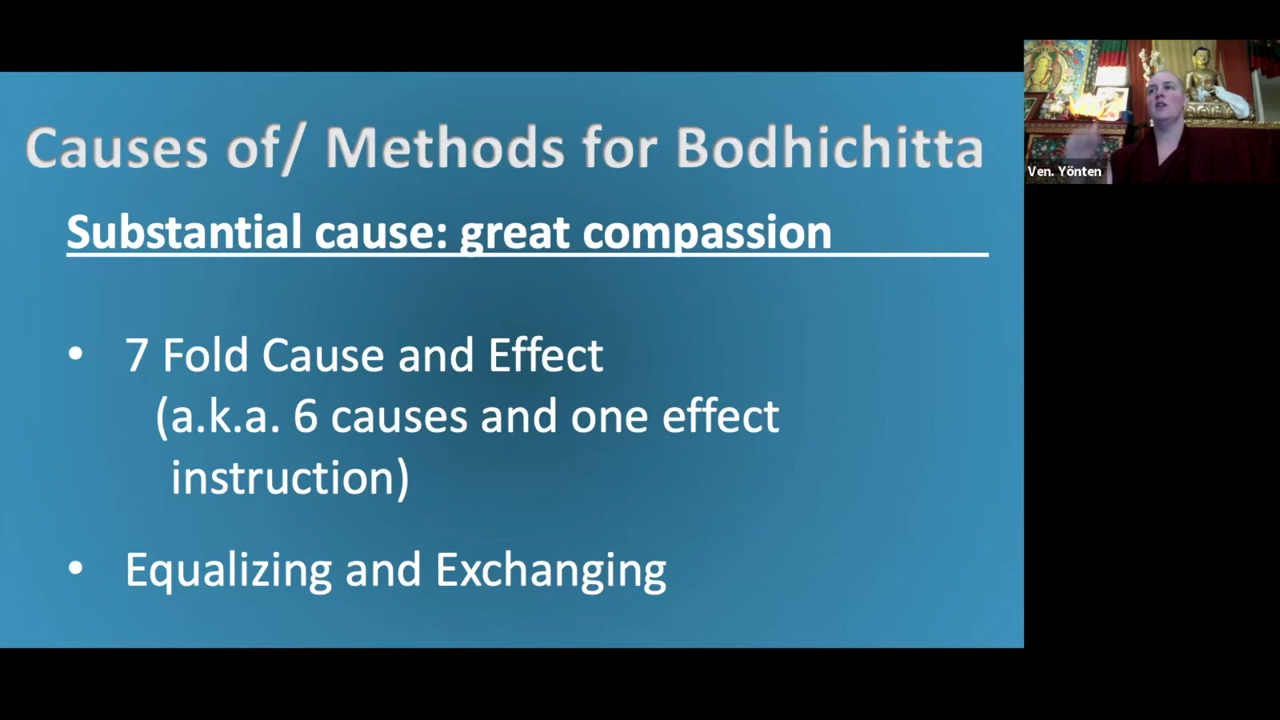 Causes of/ Methods for Bodhichitta
Substantial cause: great compassion
• 7 Fold Cause and Effect
(a.k.a. 6 causes and one effect
instruction)
• Equalizing and Exchanging
Ven. Yönten